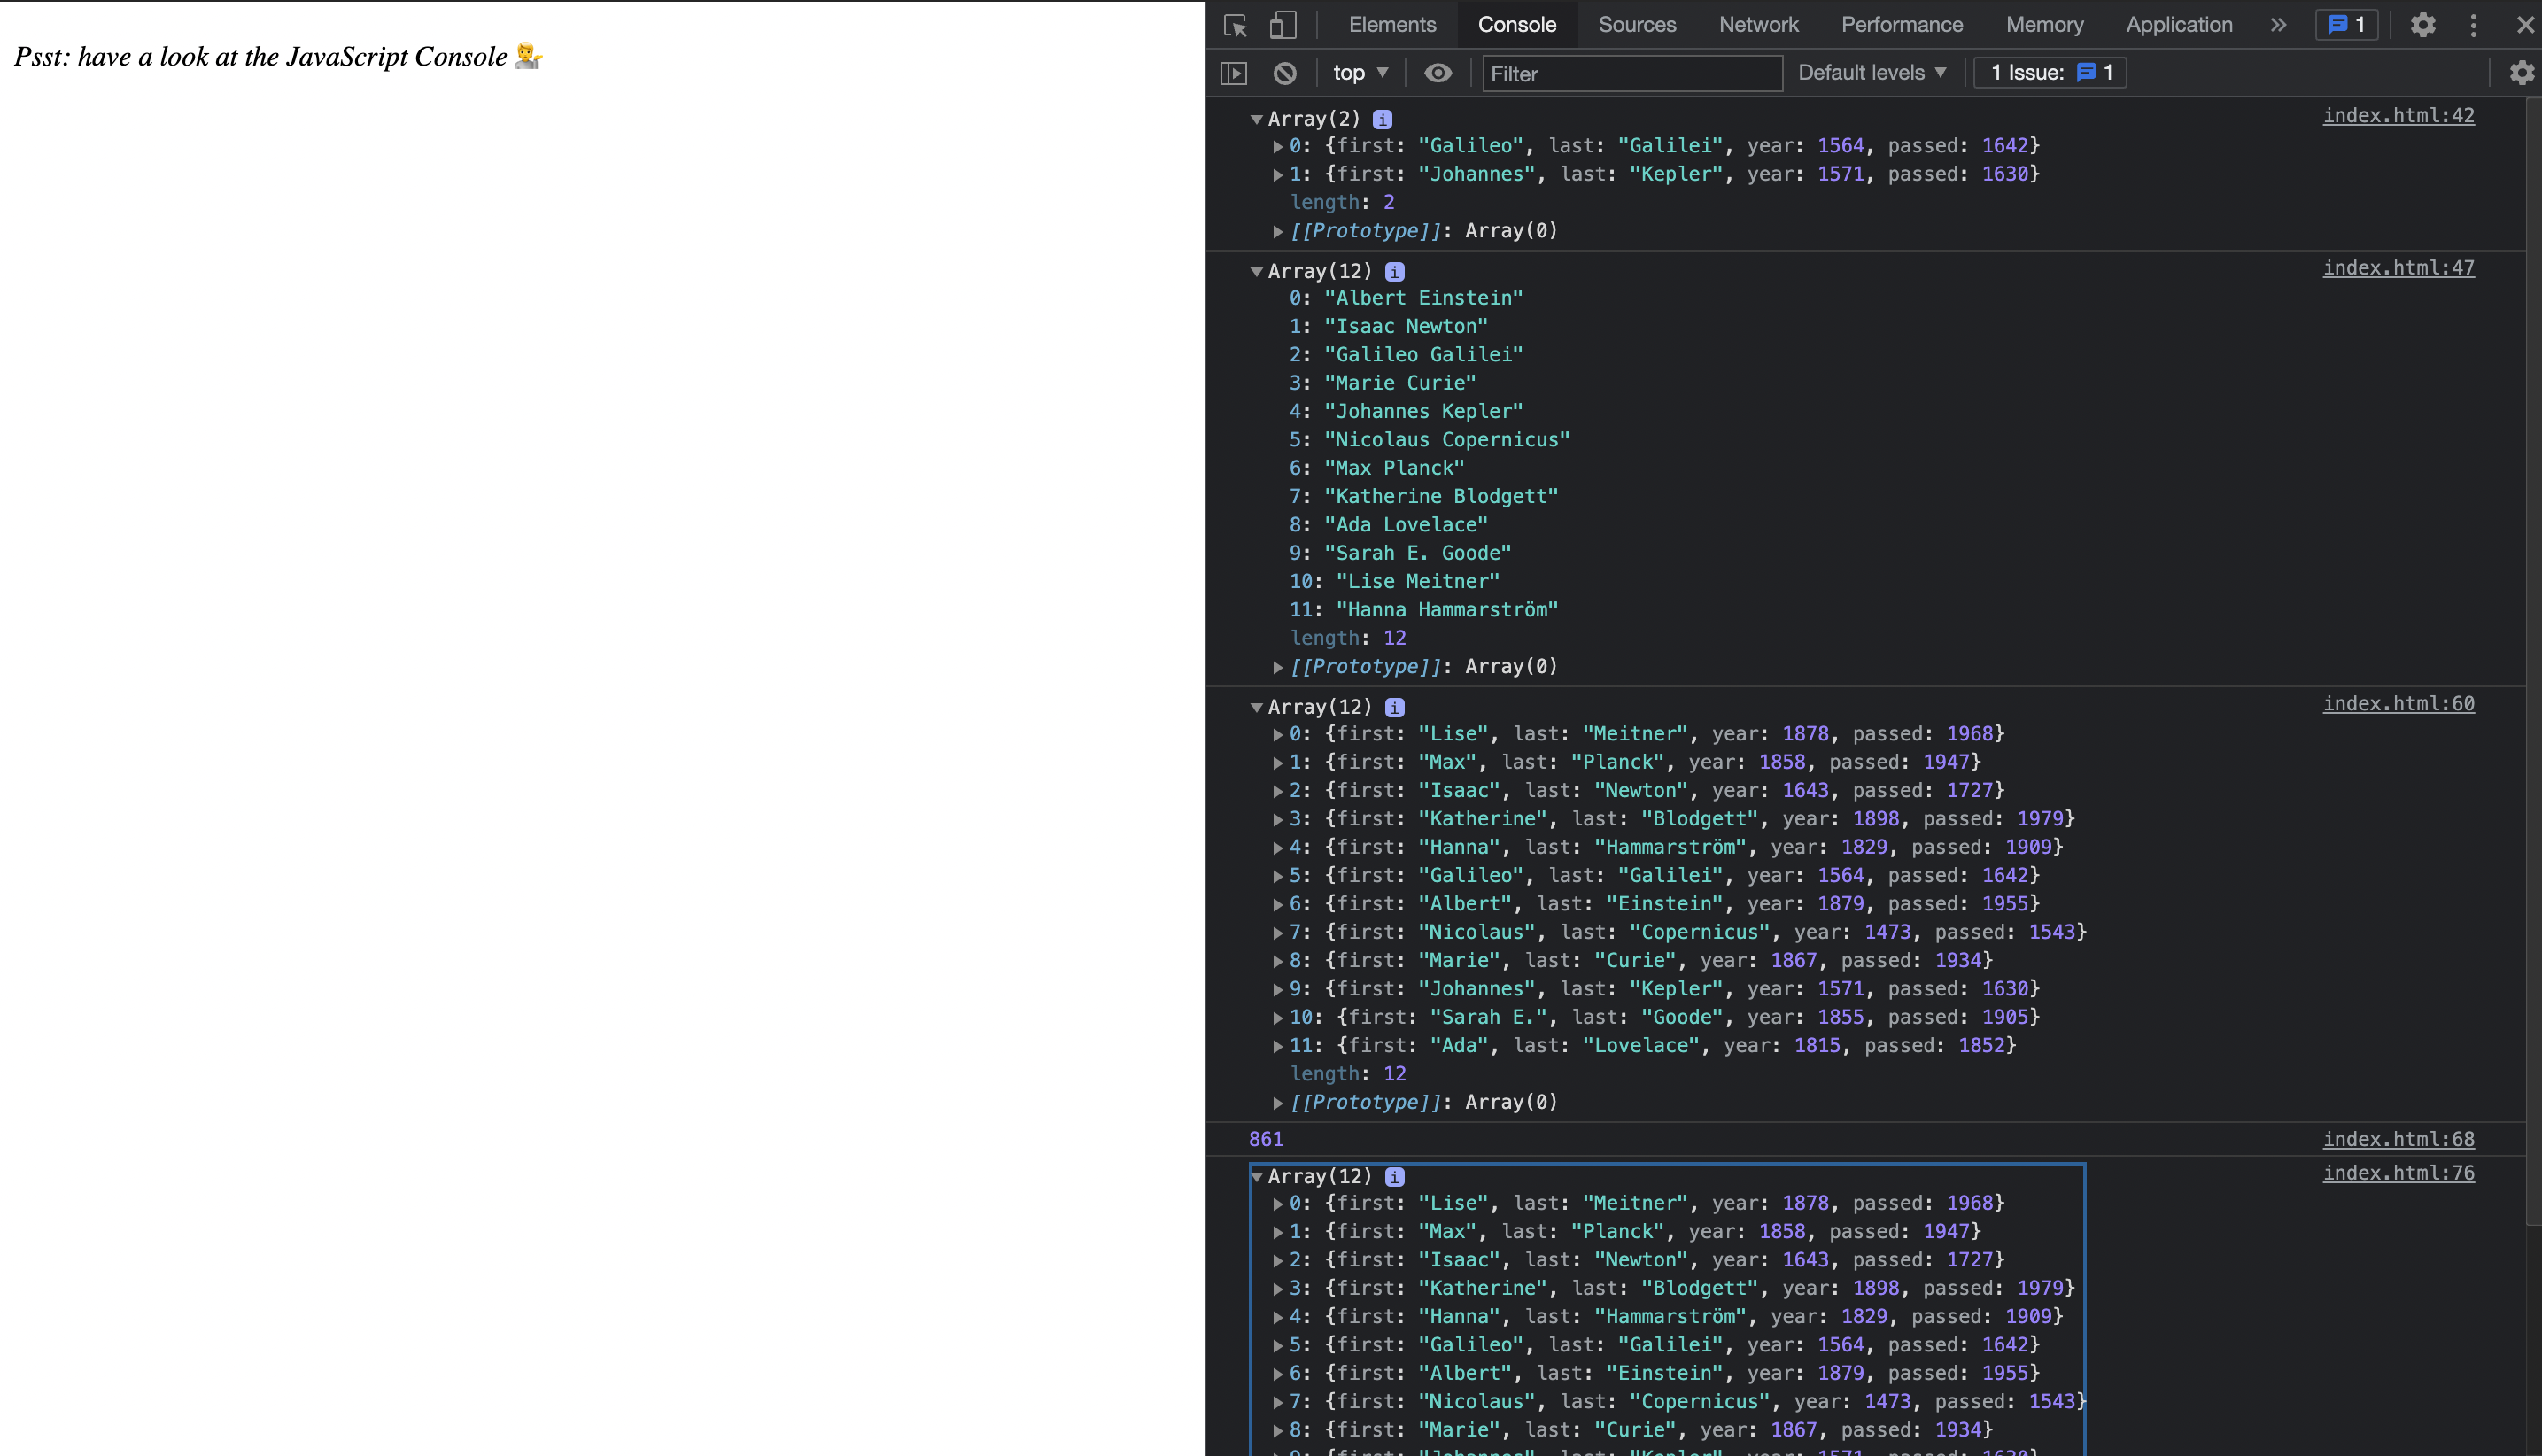 Psst: have a look at the JavaScript Console 💁
Elements Console Sources Network Performance Memory Application » 1
top ▼ Filter Default levels ▼ 1 Issue: 1
▼Array(2) i index.html:42
▶0: {first: "Galileo", last: "Galilei", year: 1564, passed: 1642}
▶1: {first: "Johannes", last: "Kepler", year: 1571, passed: 1630}
length: 2
▶[[Prototype]]: Array(0)
▼Array(12) i index.html:47
0: "Albert Einstein"
1: "Isaac Newton"
2: "Galileo Galilei"
3: "Marie Curie"
4: "Johannes Kepler"
5: "Nicolaus Copernicus"
6: "Max Planck"
7: "Katherine Blodgett"
8: "Ada Lovelace"
9: "Sarah E. Goode"
10: "Lise Meitner"
11: "Hanna Hammarström"
length: 12
▶[[Prototype]]: Array(0)
▼Array(12) i index.html:60
▶0: {first: "Lise", last: "Meitner", year: 1878, passed: 1968}
▶1: {first: "Max", last: "Planck", year: 1858, passed: 1947}
▶2: {first: "Isaac", last: "Newton", year: 1643, passed: 1727}
▶3: {first: "Katherine", last: "Blodgett", year: 1898, passed: 1979}
▶4: {first: "Hanna", last: "Hammarström", year: 1829, passed: 1909}
▶5: {first: "Galileo", last: "Galilei", year: 1564, passed: 1642}
▶6: {first: "Albert", last: "Einstein", year: 1879, passed: 1955}
▶7: {first: "Nicolaus", last: "Copernicus", year: 1473, passed: 1543}
▶8: {first: "Marie", last: "Curie", year: 1867, passed: 1934}
▶9: {first: "Johannes", last: "Kepler", year: 1571, passed: 1630}
▶10: {first: "Sarah E.", last: "Goode", year: 1855, passed: 1905}
▶11: {first: "Ada", last: "Lovelace", year: 1815, passed: 1852}
length: 12
▶[[Prototype]]: Array(0)
861 index.html:68
▼Array(12) i index.html:76
▶0: {first: "Lise", last: "Meitner", year: 1878, passed: 1968}
▶1: {first: "Max", last: "Planck", year: 1858, passed: 1947}
▶2: {first: "Isaac", last: "Newton", year: 1643, passed: 1727}
▶3: {first: "Katherine", last: "Blodgett", year: 1898, passed: 1979}
▶4: {first: "Hanna", last: "Hammarström", year: 1829, passed: 1909}
▶5: {first: "Galileo", last: "Galilei", year: 1564, passed: 1642}
▶6: {first: "Albert", last: "Einstein", year: 1879, passed: 1955}
▶7: {first: "Nicolaus", last: "Copernicus", year: 1473, passed: 1543}
▶8: {first: "Marie", last: "Curie", year: 1867, passed: 1934}
▶9: {first: "Johannes", last: "Kepler", year: 1571, passed: 1630}